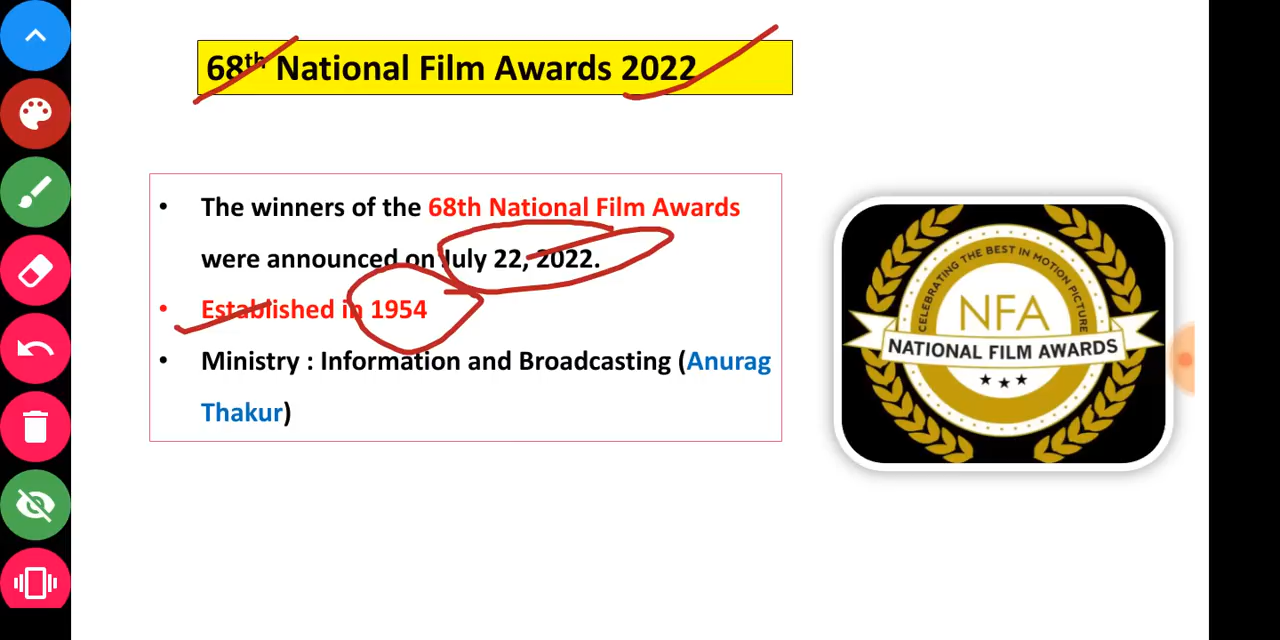 68th National Film Awards 2022
• The winners of the 68th National Film Awards
were announced on July 22, 2022.
• Established in 1954
• Ministry : Information and Broadcasting (Anurag
Thakur)
CELEBRATING THE BEST IN MOTION PICTURE
NFA
NATIONAL FILM AWARDS